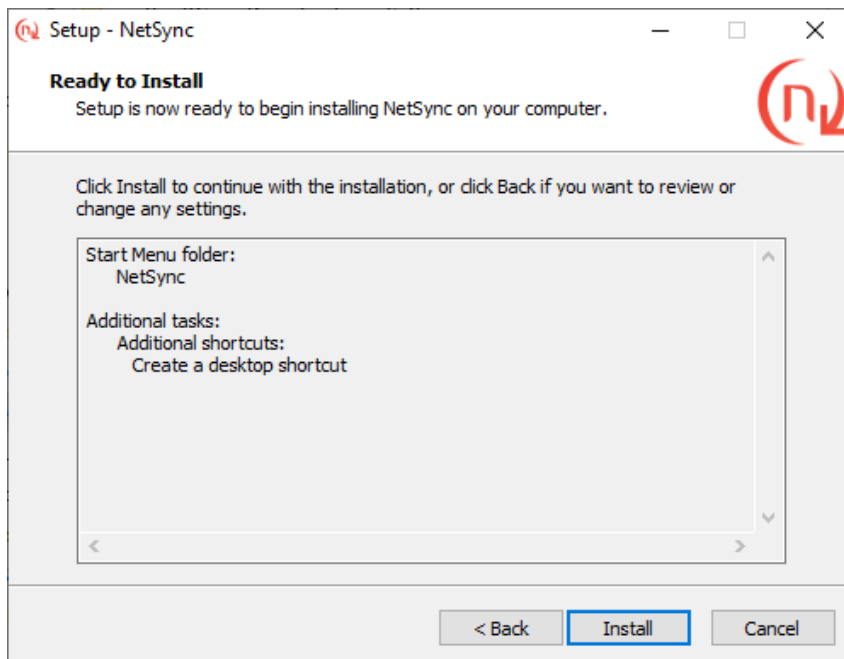 Setup - NetSync
Ready to Install
Setup is now ready to begin installing NetSync on your computer.
Click Install to continue with the installation, or click Back if you want to review or
change any settings.
Start Menu folder:
NetSync
Additional tasks:
Additional shortcuts:
Create a desktop shortcut
< Back
Install
Cancel